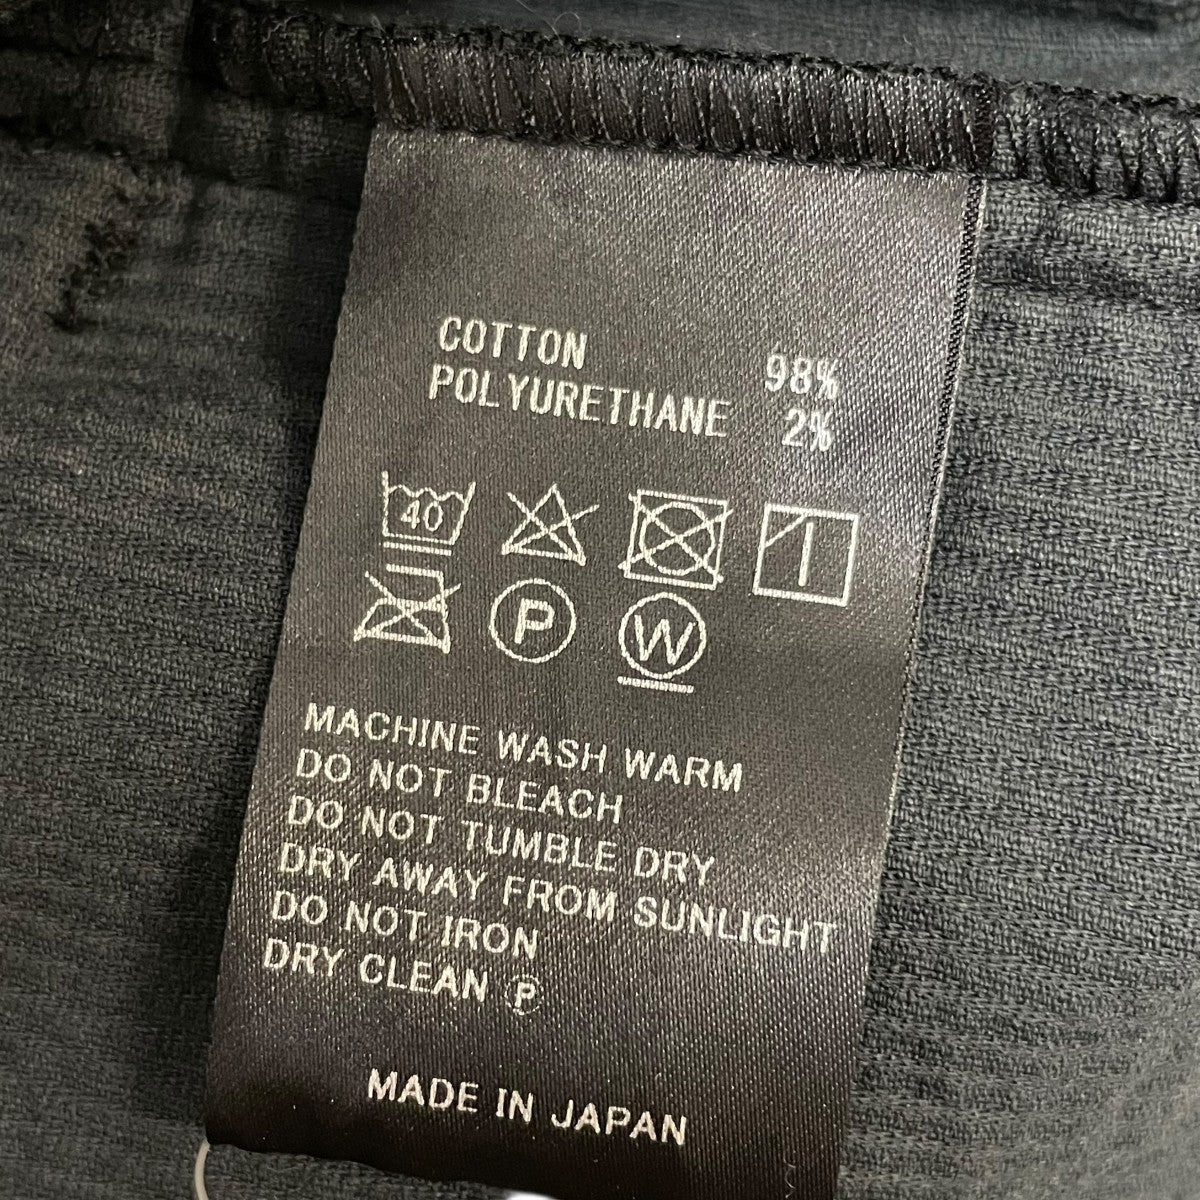 COTTON 98%
POLYURETHANE 2%
40
P W
MACHINE WASH WARM
DO NOT BLEACH
DO NOT TUMBLE DRY
DRY AWAY FROM SUNLIGHT
DO NOT IRON
DRY CLEAN Ⓟ
MADE IN JAPAN